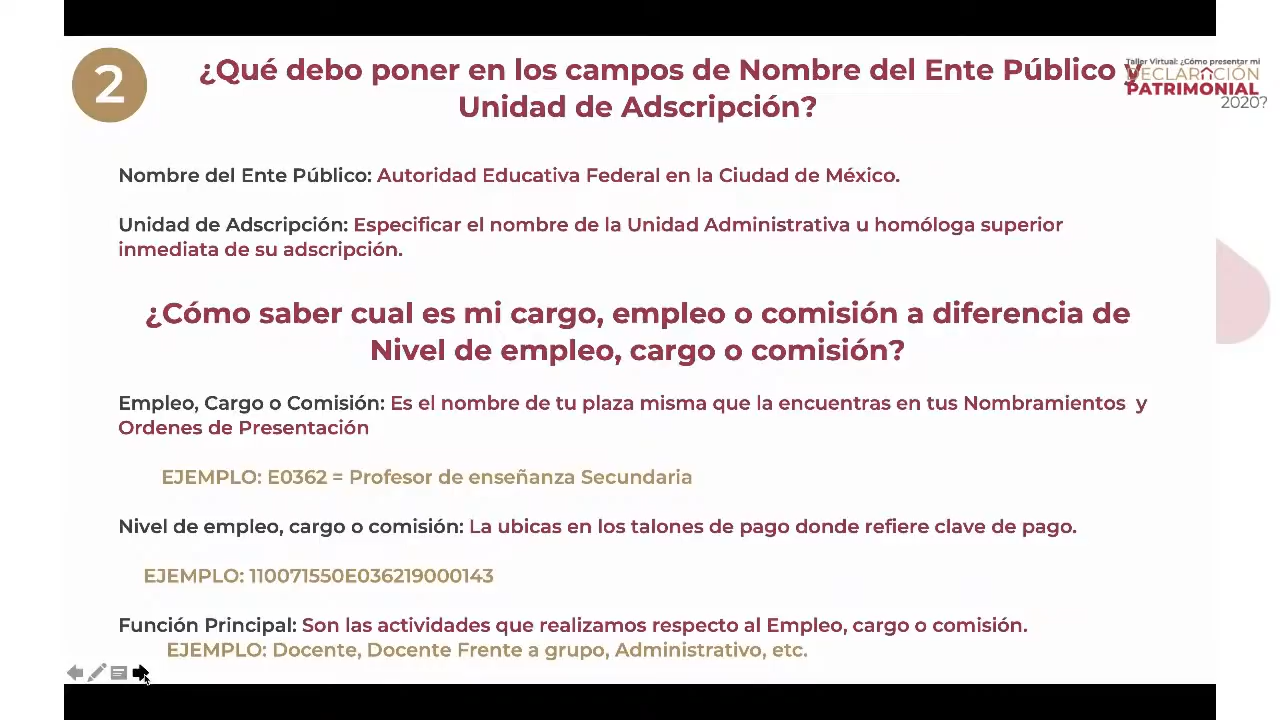 2
¿Qué debo poner en los campos de Nombre del Ente Público y
Unidad de Adscripción?
Taller Virtual: ¿Cómo presentar mi
DECLARACIÓN
PATRIMONIAL
2020?
Nombre del Ente Público: Autoridad Educativa Federal en la Ciudad de México.
Unidad de Adscripción: Especificar el nombre de la Unidad Administrativa u homóloga superior
inmediata de su adscripción.
¿Cómo saber cual es mi cargo, empleo o comisión a diferencia de
Nivel de empleo, cargo o comisión?
Empleo, Cargo o Comisión: Es el nombre de tu plaza misma que la encuentras en tus Nombramientos y
Ordenes de Presentación
EJEMPLO: E0362 = Profesor de enseñanza Secundaria
Nivel de empleo, cargo o comisión: La ubicas en los talones de pago donde refiere clave de pago.
EJEMPLO: 110071550E036219000143
Función Principal: Son las actividades que realizamos respecto al Empleo, cargo o comisión.
EJEMPLO: Docente, Docente Frente a grupo, Administrativo, etc.